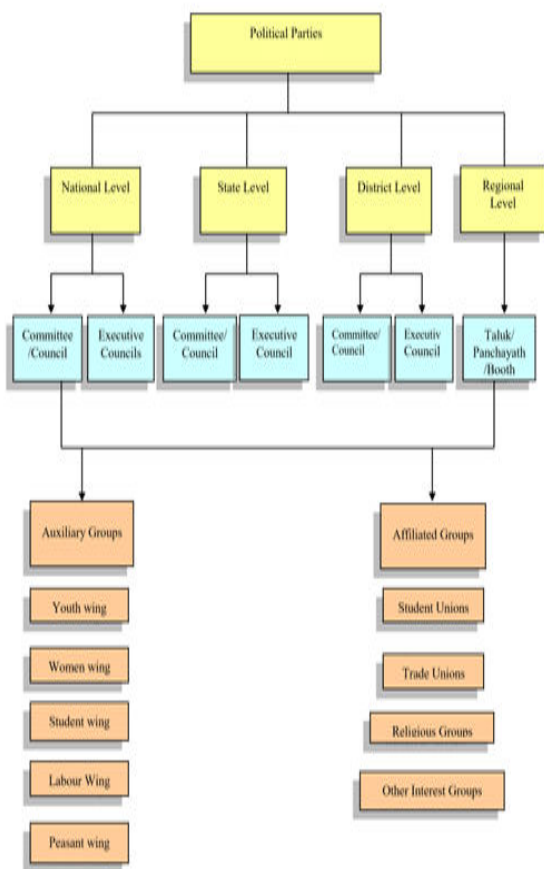 Political Parties
National Level
State Level
District Level
Regional
Level
Committee
/Council
Executive
Councils
Committee/
Council
Executive
Council
Committee/
Council
Executiv
Council
Taluk/
Panchayath
/Booth
Auxiliary Groups
Affiliated Groups
Youth wing
Student Unions
Women wing
Trade Unions
Student wing
Religious Groups
Labour Wing
Other Interest Groups
Peasant wing